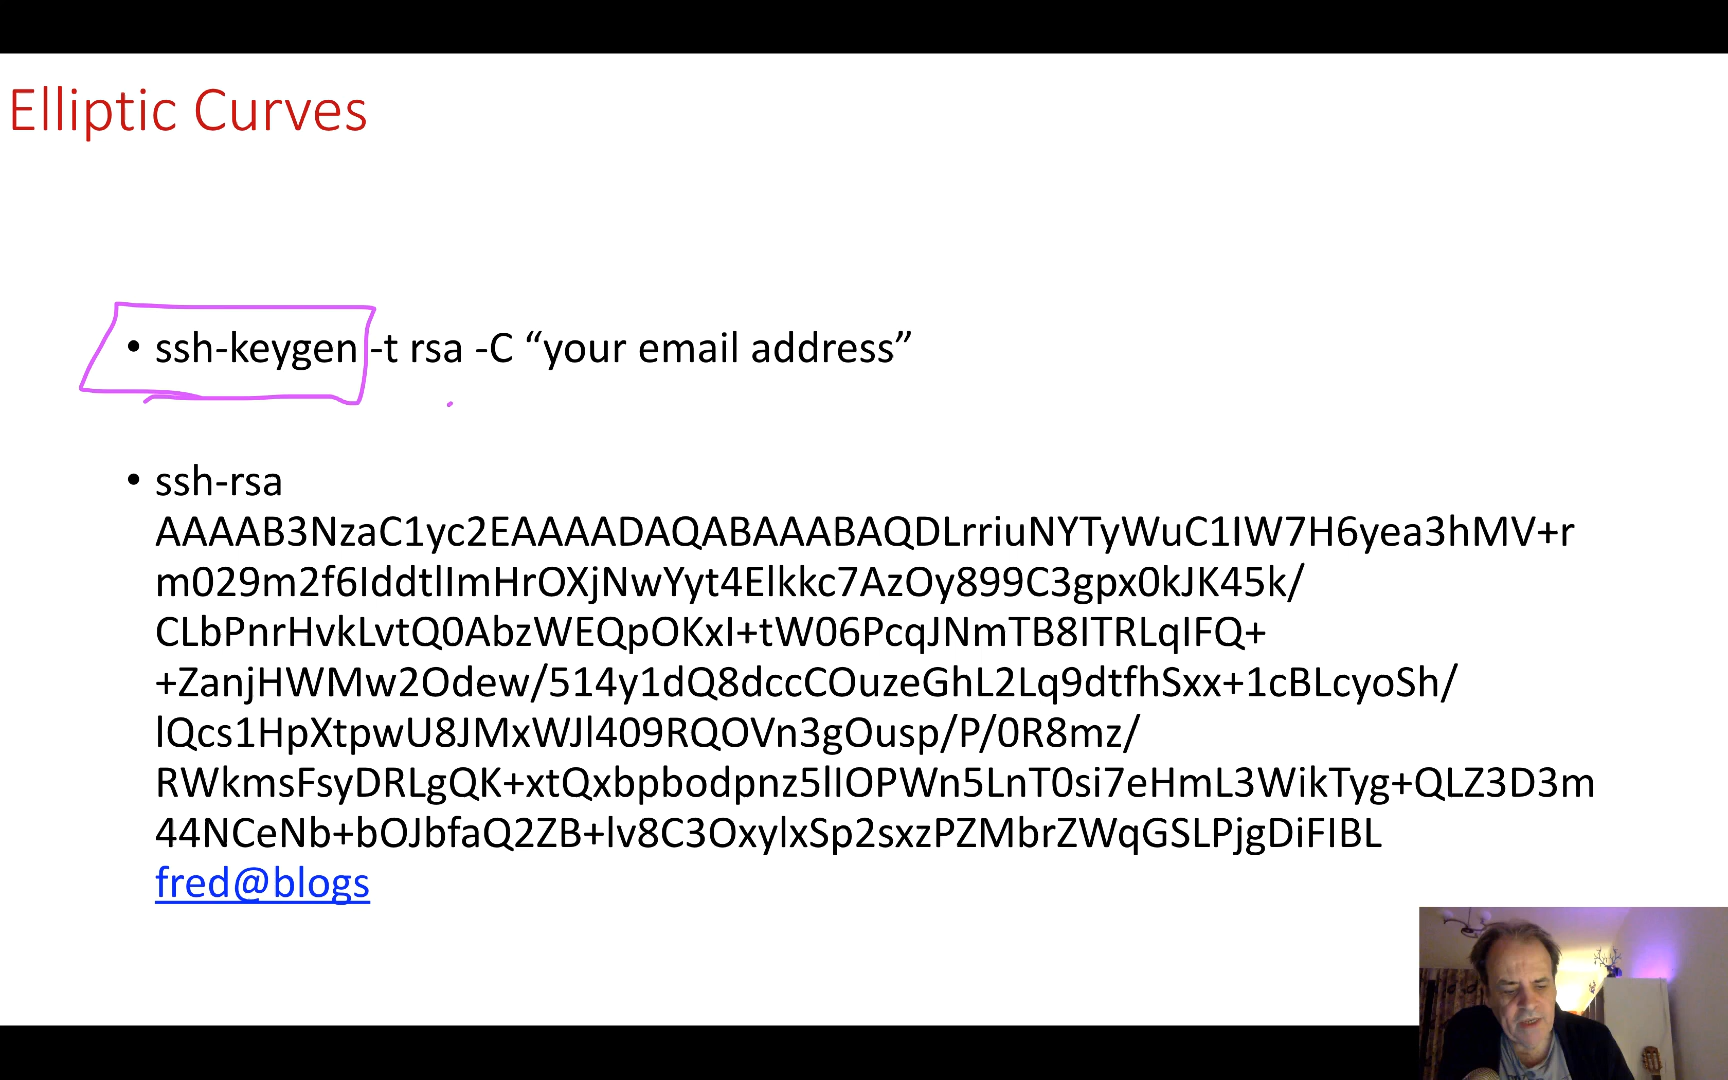 Elliptic Curves
• ssh-keygen -t rsa -C “your email address”
• ssh-rsa
AAAAB3NzaC1yc2EAAAADAQABAAABAQDLrriuNYTyWuC1IW7H6yea3hMV+r
m029m2f6IddtlImHrOXjNwYyt4Elkkc7AzOy899C3gpx0kJK45k/
CLbPnrHvkLvtQ0AbzWEQpOKxI+tW06PcqJNmTB8ITRLqIFQ+
+ZanjHWMw2Odew/514y1dQ8dccCOuzeGhL2Lq9dtfhSxx+1cBLcyoSh/
lQcs1HpXtpwU8JMxWJl409RQOVn3gOusp/P/0R8mz/
RWkmsFsyDRLgQK+xtQxbpbodpnz5lIOPWn5LnT0si7eHmL3WikTyg+QLZ3D3m
44NCeNb+bOJbfaQ2ZB+lv8C3OxylxSp2sxzPZMbrZWqGSLPjgDiFIBL
fred@blogs